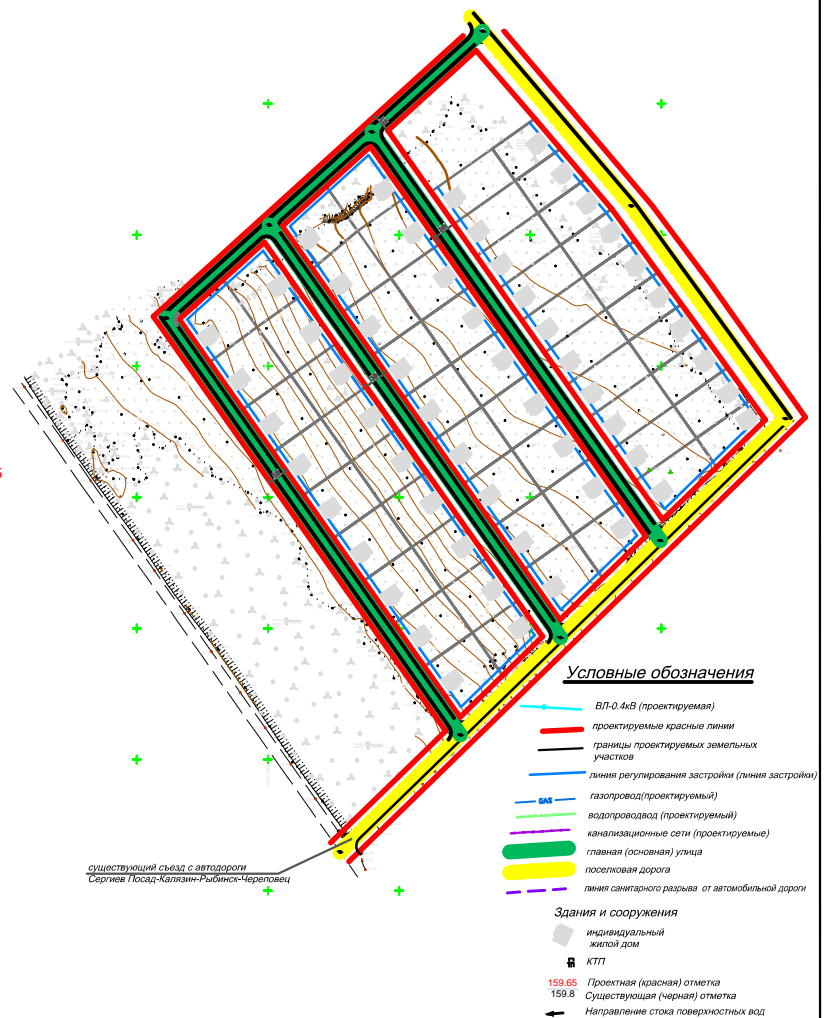 5
Условные обозначения
ВЛ-0.4кВ (проектируемая)
проектируемые красные линии
границы проектируемых земельных
участков
линия регулирования застройки (линия застройки)
GAS
газопровод(проектируемый)
водопроводвод (проектируемый)
канализационные сети (проектируемые)
главная (основная) улица
поселковая дорога
линия санитарного разрыва от автомобильной дороги
существующий съезд с автодороги
Сергиев Посад-Калязин-Рыбинск-Череповец
Здания и сооружения
индивидуальный
жилой дом
КТП
159.65 Проектная (красная) отметка
159.8 Существующая (черная) отметка
Направление стока поверхностных вод